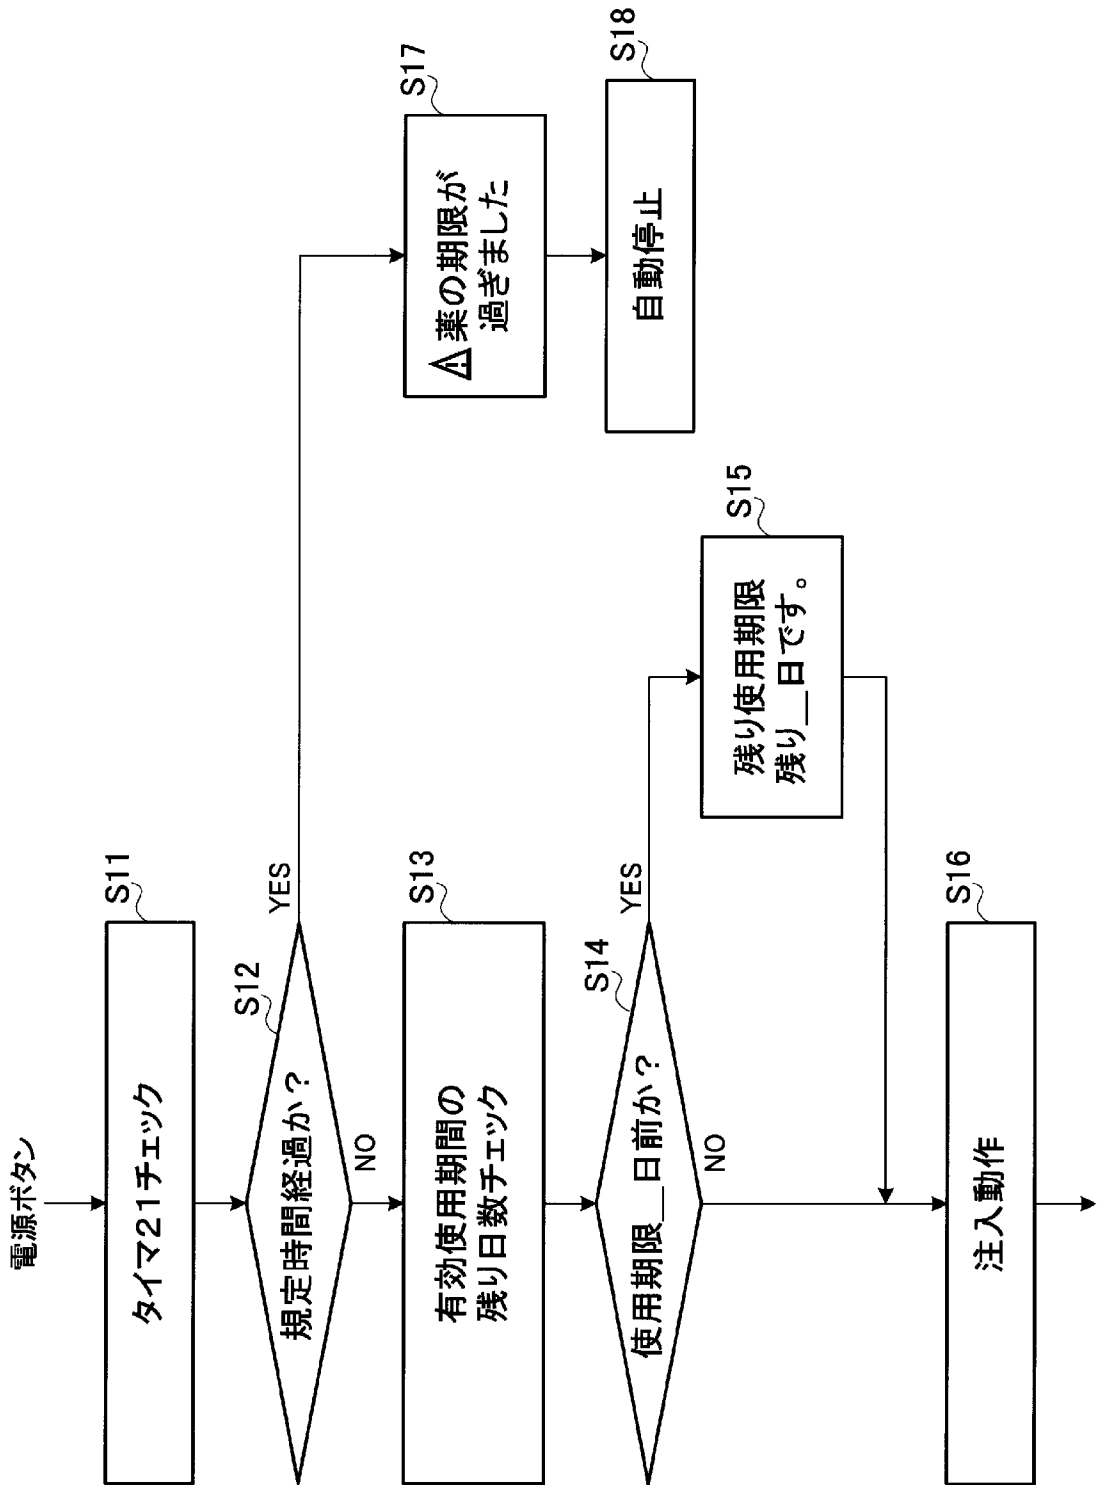 電源ボタン
S11
タイマ21チェック
S12
規定時間経過か？
YES
NO
S13
有効使用期間の
残り日数チェック
S14
使用期限__日前か？
YES
NO
S15
残り使用期限
残り__日です。
S16
注入動作
S17
⚠薬の期限が
過ぎました
S18
自動停止